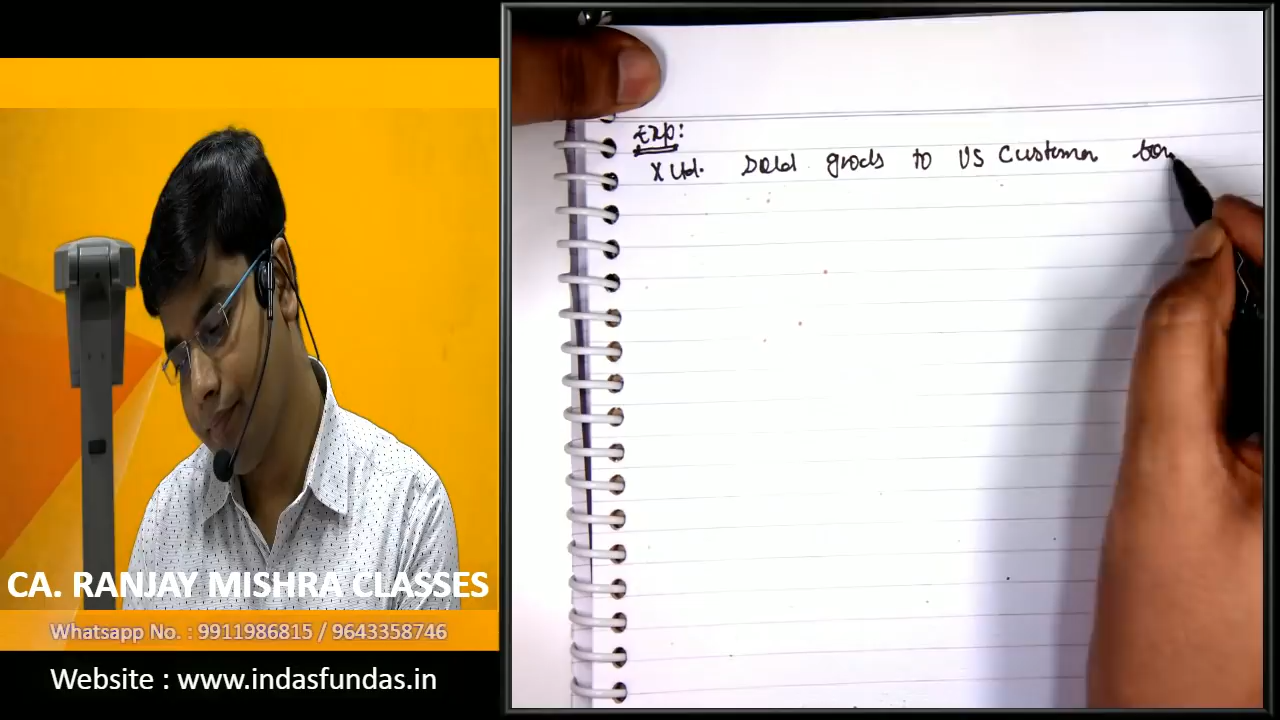 Exp:
X Ltd. Sold goods to US Customer
CA. RANJAY MISHRA CLASSES
Whatsapp No. : 9911986815 / 9643358746
Website : www.indasfundas.in